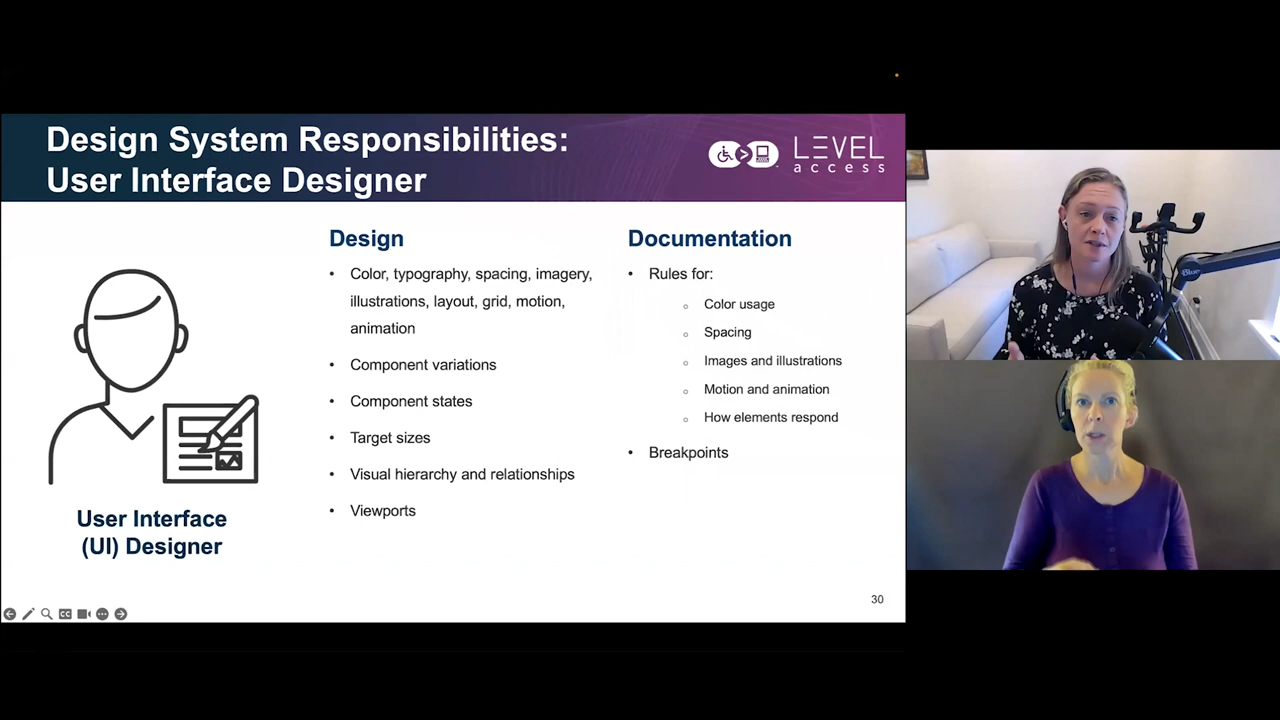 Design System Responsibilities:
User Interface Designer
LEVEL
access
Design
• Color, typography, spacing, imagery,
illustrations, layout, grid, motion,
animation
• Component variations
• Component states
• Target sizes
• Visual hierarchy and relationships
• Viewports
Documentation
• Rules for:
○ Color usage
○ Spacing
○ Images and illustrations
○ Motion and animation
○ How elements respond
• Breakpoints
User Interface
(UI) Designer
30
CC
Blue